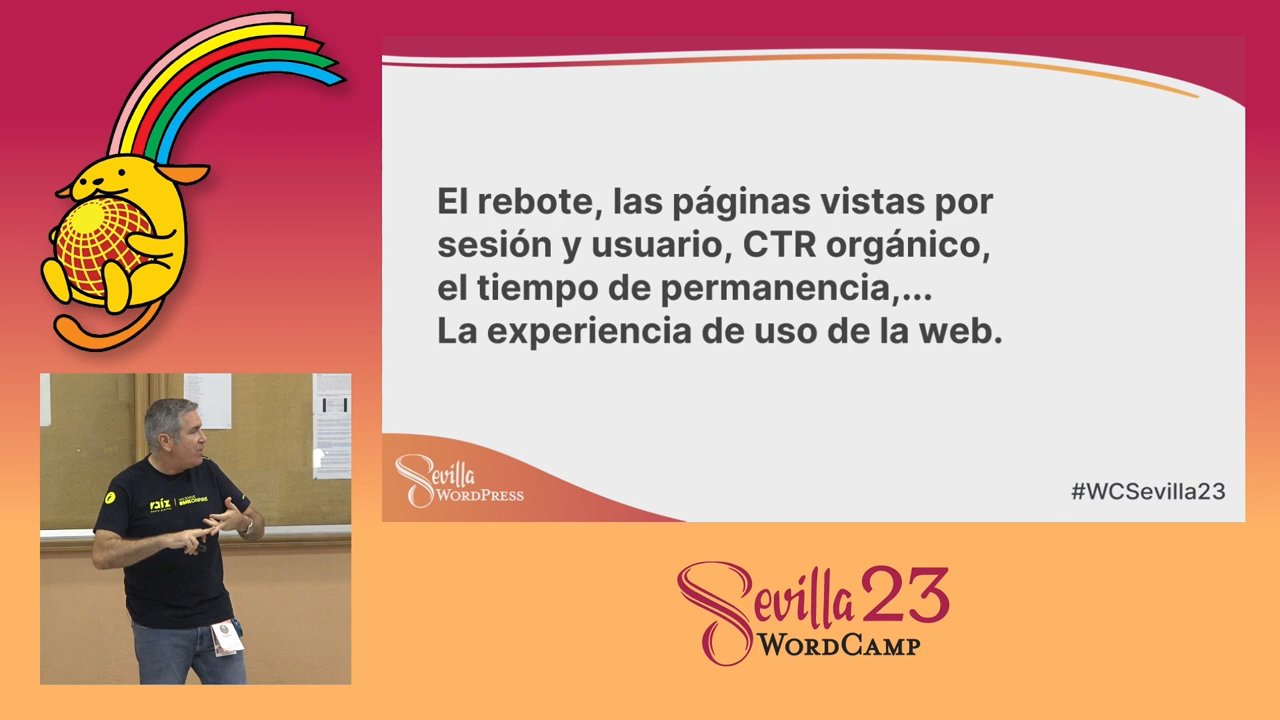 El rebote, las páginas vistas por
sesión y usuario, CTR orgánico,
el tiempo de permanencia,...
La experiencia de uso de la web.
Sevilla
WORDPRESS
#WCSevilla23
raíz
Sevilla 23
WORDCAMP